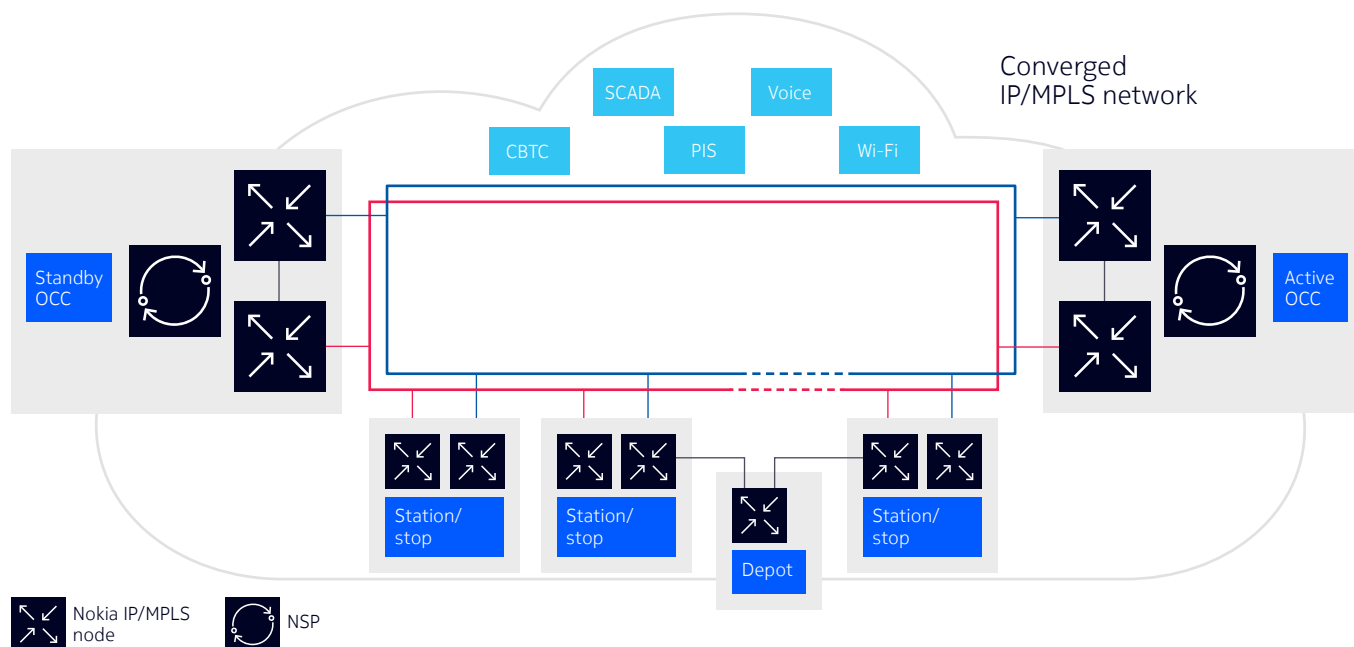 Converged
IP/MPLS network
SCADA
Voice
CBTC
PIS
Wi-Fi
Standby
OCC
Active
OCC
Station/
stop
Station/
stop
Station/
stop
Depot
Nokia IP/MPLS
node
NSP